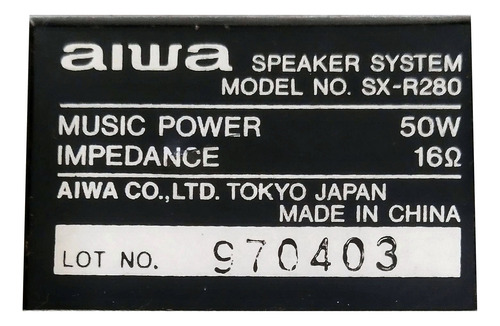 aiwa SPEAKER SYSTEM
MODEL NO. SX-R280
MUSIC POWER 50W
IMPEDANCE 16Ω
AIWA CO.,LTD. TOKYO JAPAN
MADE IN CHINA
LOT NO. 970403